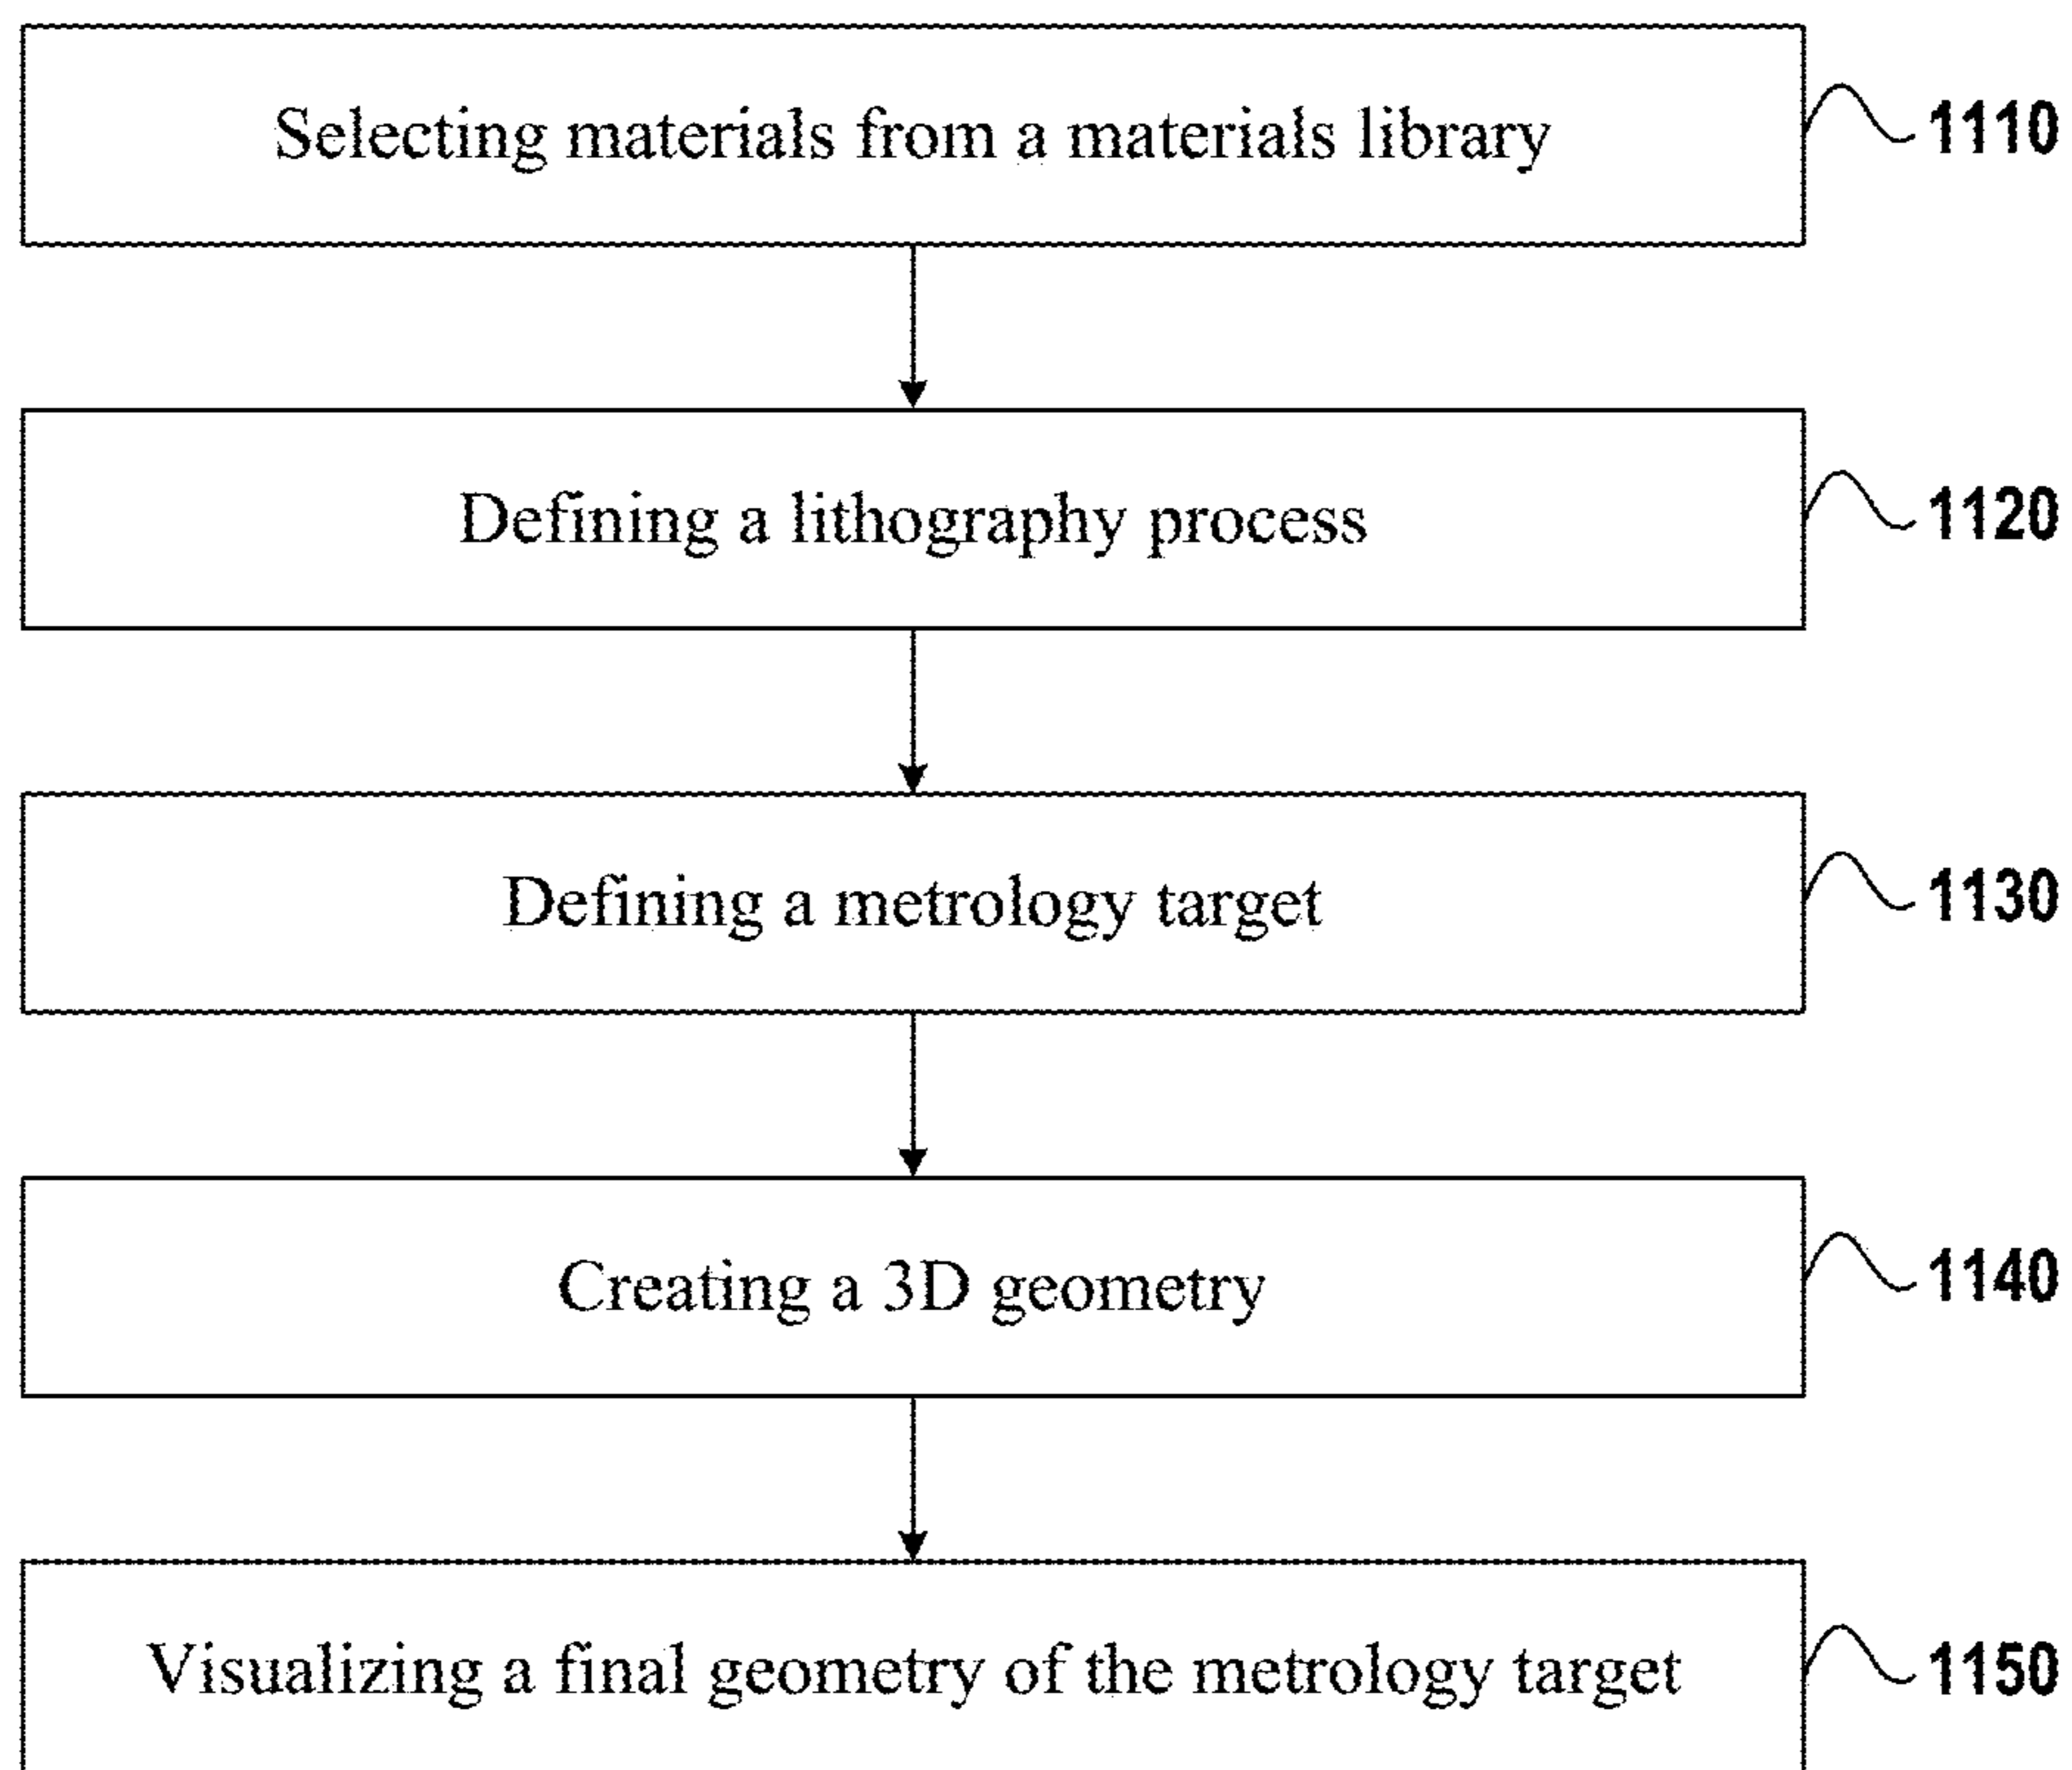 Selecting materials from a materials library 1110
Defining a lithography process 1120
Defining a metrology target 1130
Creating a 3D geometry 1140
Visualizing a final geometry of the metrology target 1150